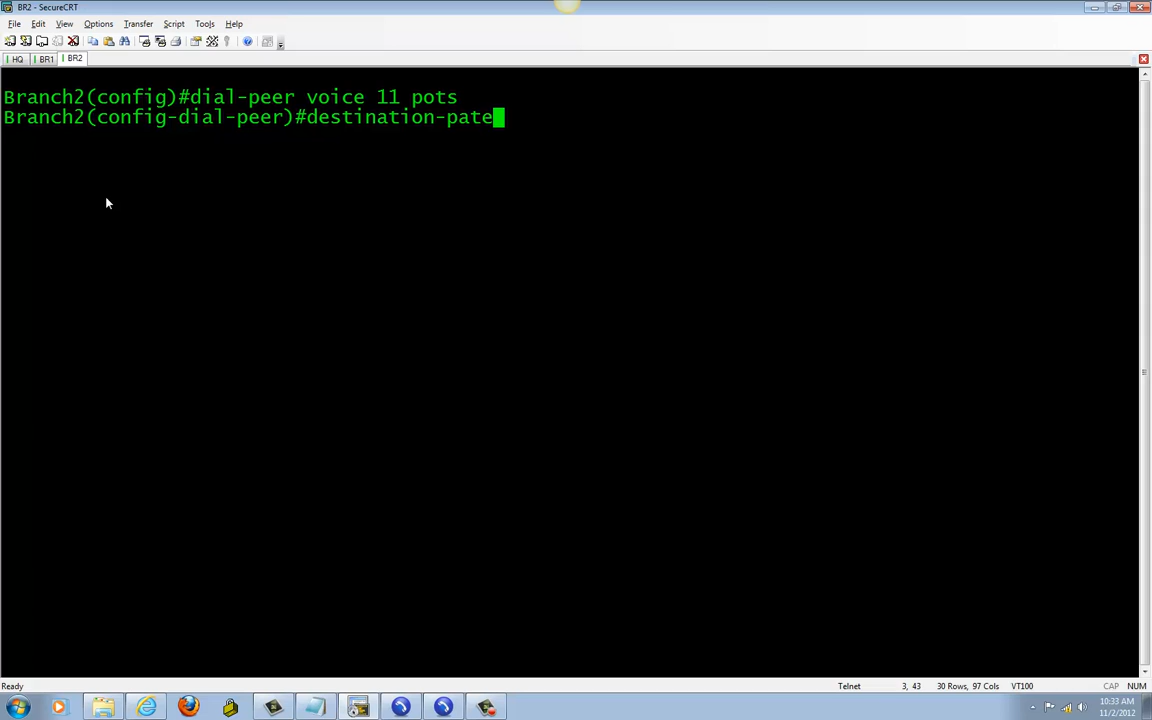 BR2 - SecureCRT
File Edit View Options Transfer Script Tools Help
HQ BR1 BR2
Branch2(config)#dial-peer voice 11 pots
Branch2(config-dial-peer)#destination-pate
Ready Telnet 3, 43 30 Rows, 97 Cols VT100 CAP NUM
10:33 AM
11/2/2012